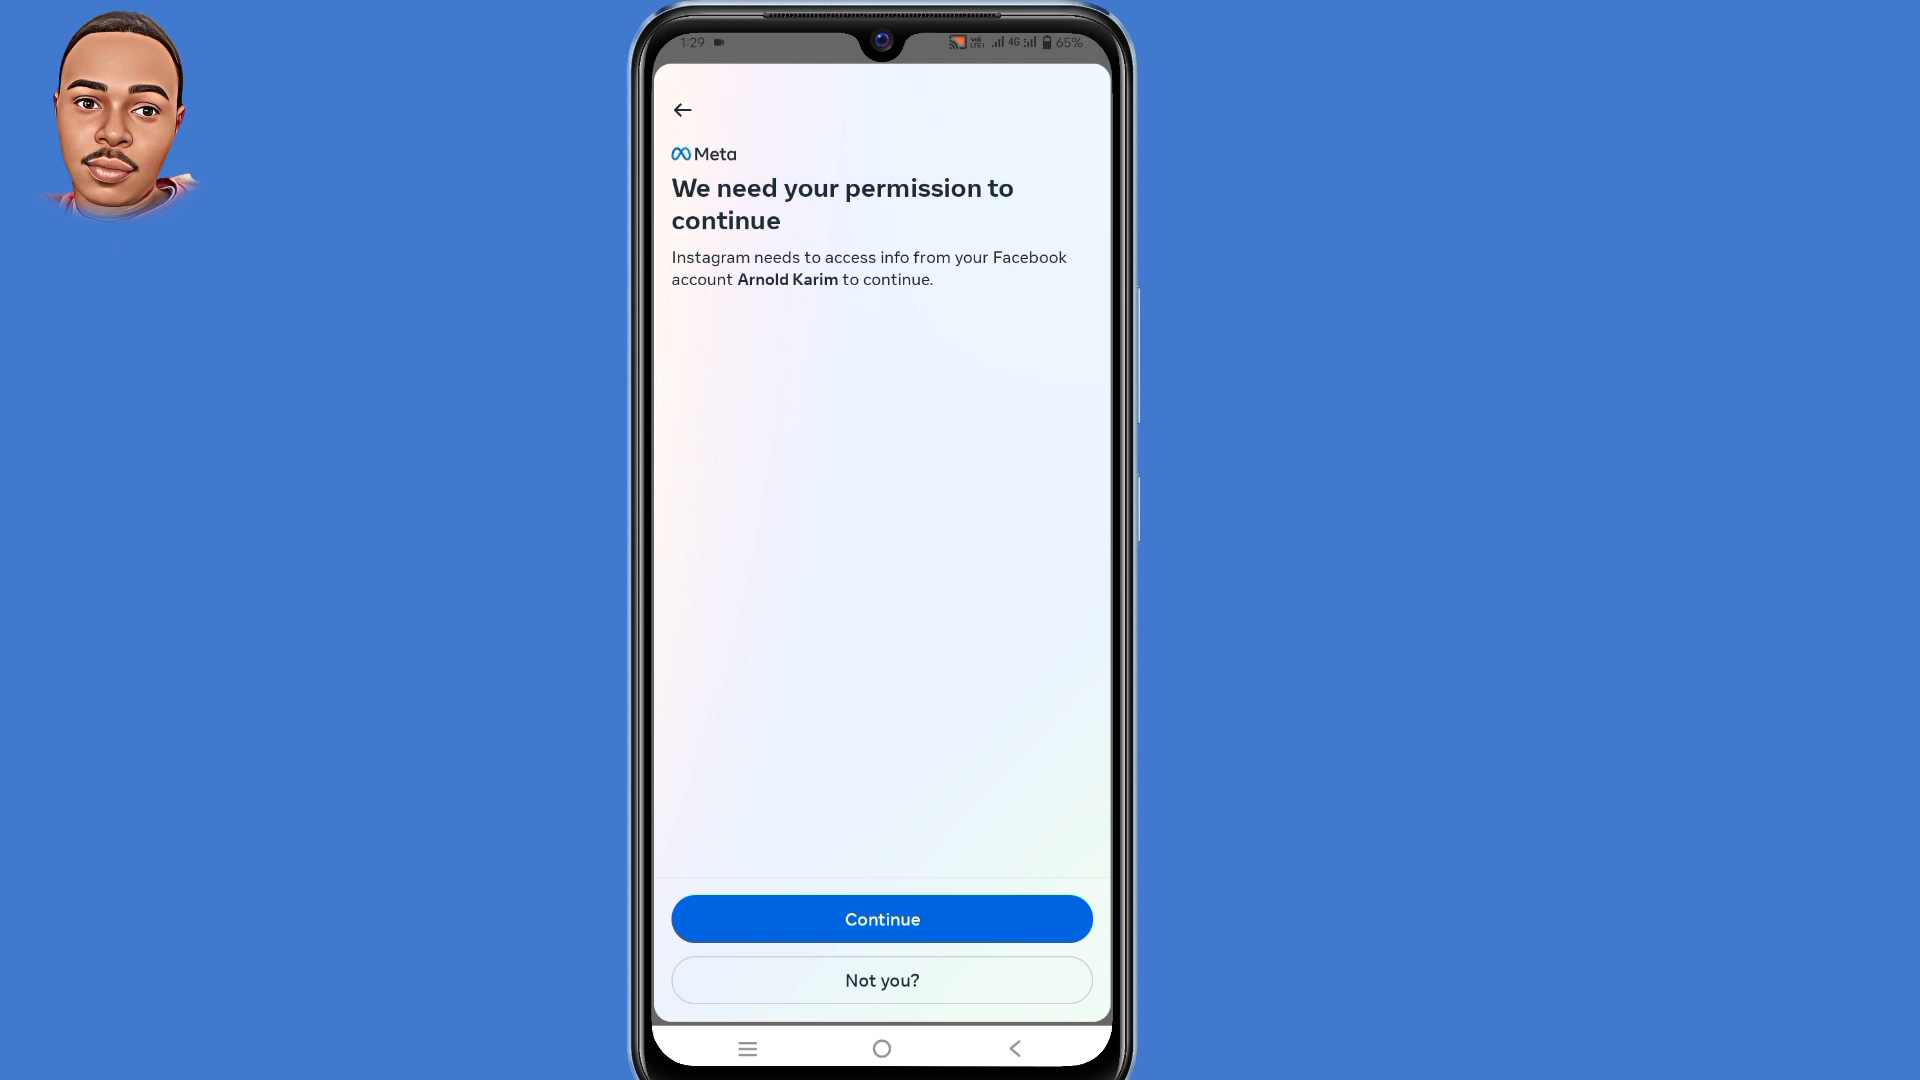 1:29
4G 65%
Meta
We need your permission to
continue
Instagram needs to access info from your Facebook
account Arnold Karim to continue.
Continue
Not you?